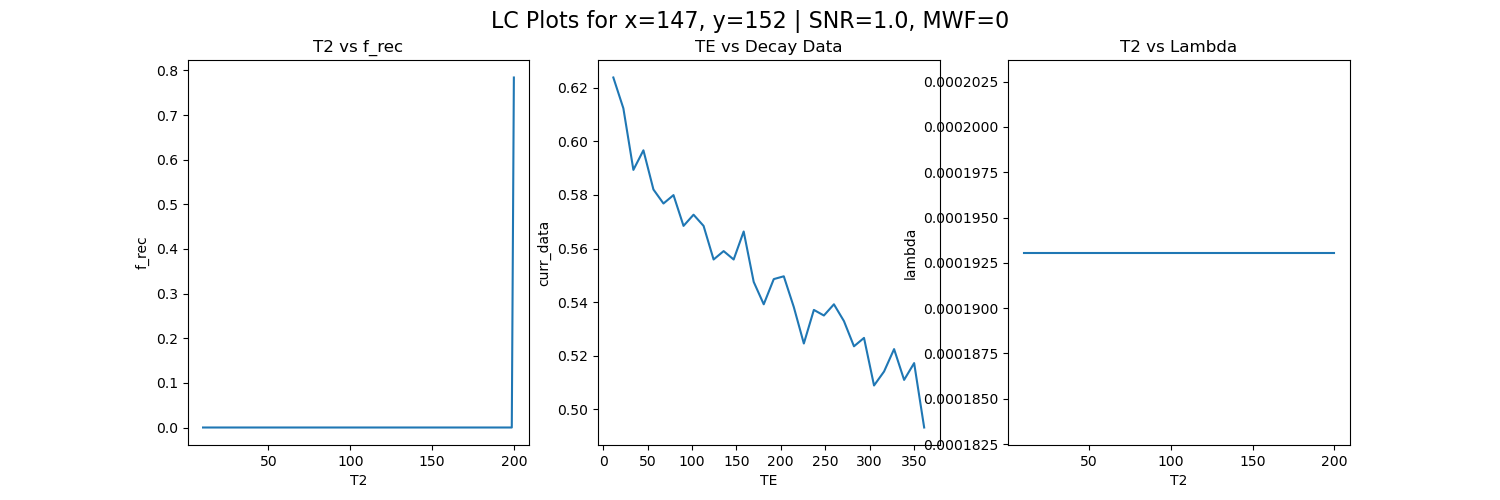 LC Plots for x=147, y=152 | SNR=1.0, MWF=0
T2 vs f_rec
0.8
0.7
0.6
0.5
0.4
0.3
0.2
0.1
0.0
f_rec
50 100 150 200
T2
TE vs Decay Data
0.62
0.60
0.58
0.56
0.54
0.52
0.50
curr_data
0 50 100 150 200 250 300 350
TE
T2 vs Lambda
0.0002025
0.0002000
0.0001975
0.0001950
0.0001925
0.0001900
0.0001875
0.0001850
0.0001825
lambda
50 100 150 200
T2